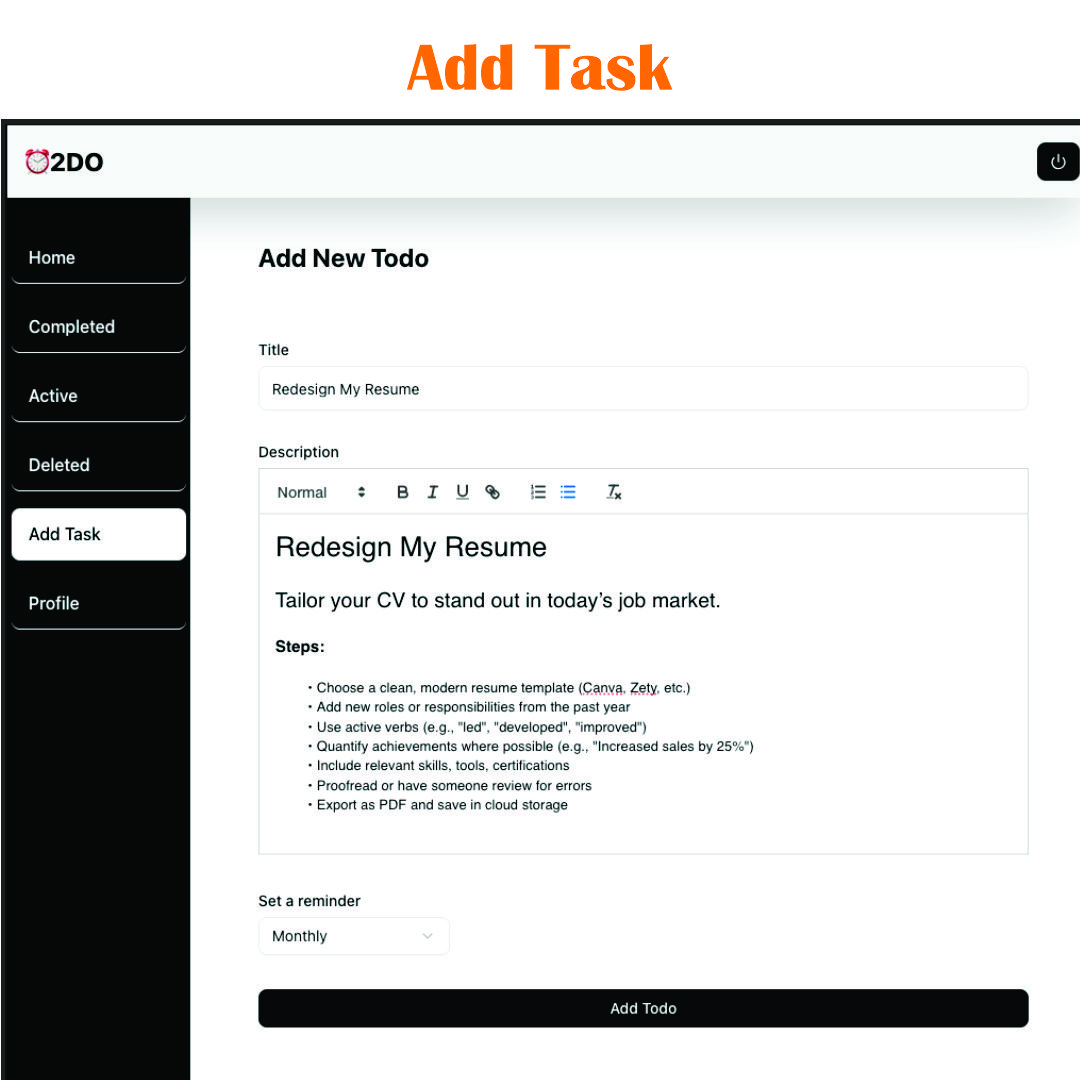 Add Task
⏰2DO
Home
Completed
Active
Deleted
Add Task
Profile
Add New Todo
Title
Redesign My Resume
Description
Normal B I U
Redesign My Resume
Tailor your CV to stand out in today’s job market.
Steps:
• Choose a clean, modern resume template (Canva, Zety, etc.)
• Add new roles or responsibilities from the past year
• Use active verbs (e.g., "led", "developed", "improved")
• Quantify achievements where possible (e.g., "Increased sales by 25%")
• Include relevant skills, tools, certifications
• Proofread or have someone review for errors
• Export as PDF and save in cloud storage
Set a reminder
Monthly
Add Todo